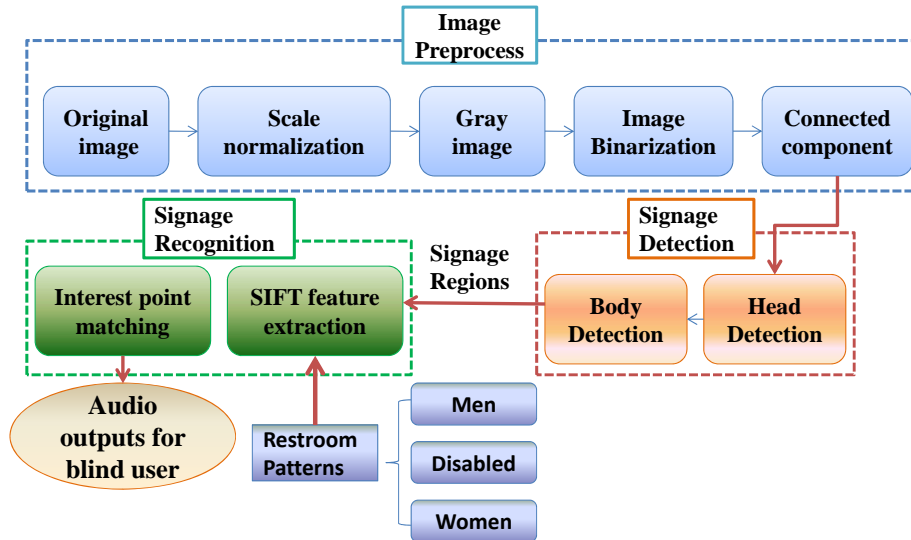 Image
Preprocess
Original
image
Scale
normalization
Gray
image
Image
Binarization
Connected
component
Signage
Recognition
Signage
Regions
Signage
Detection
Interest point
matching
SIFT feature
extraction
Body
Detection
Head
Detection
Audio
outputs for
blind user
Restroom
Patterns
Men
Disabled
Women